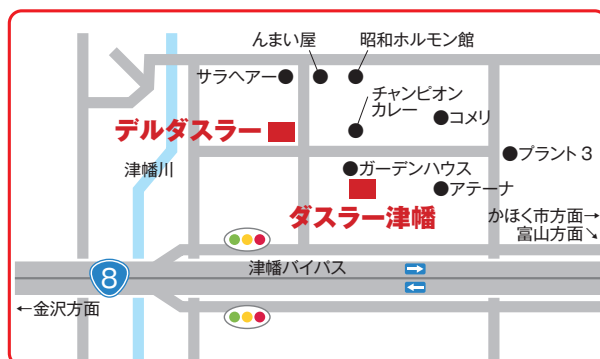 んまい屋
昭和ホルモン館
サラヘアー
チャンピオン
カレー
コメリ
デルダスラー
プラント3
津幡川
ガーデンハウス
アテーナ
ダスラー津幡
かほく市方面→
富山方面↘
津幡バイパス
8
←金沢方面